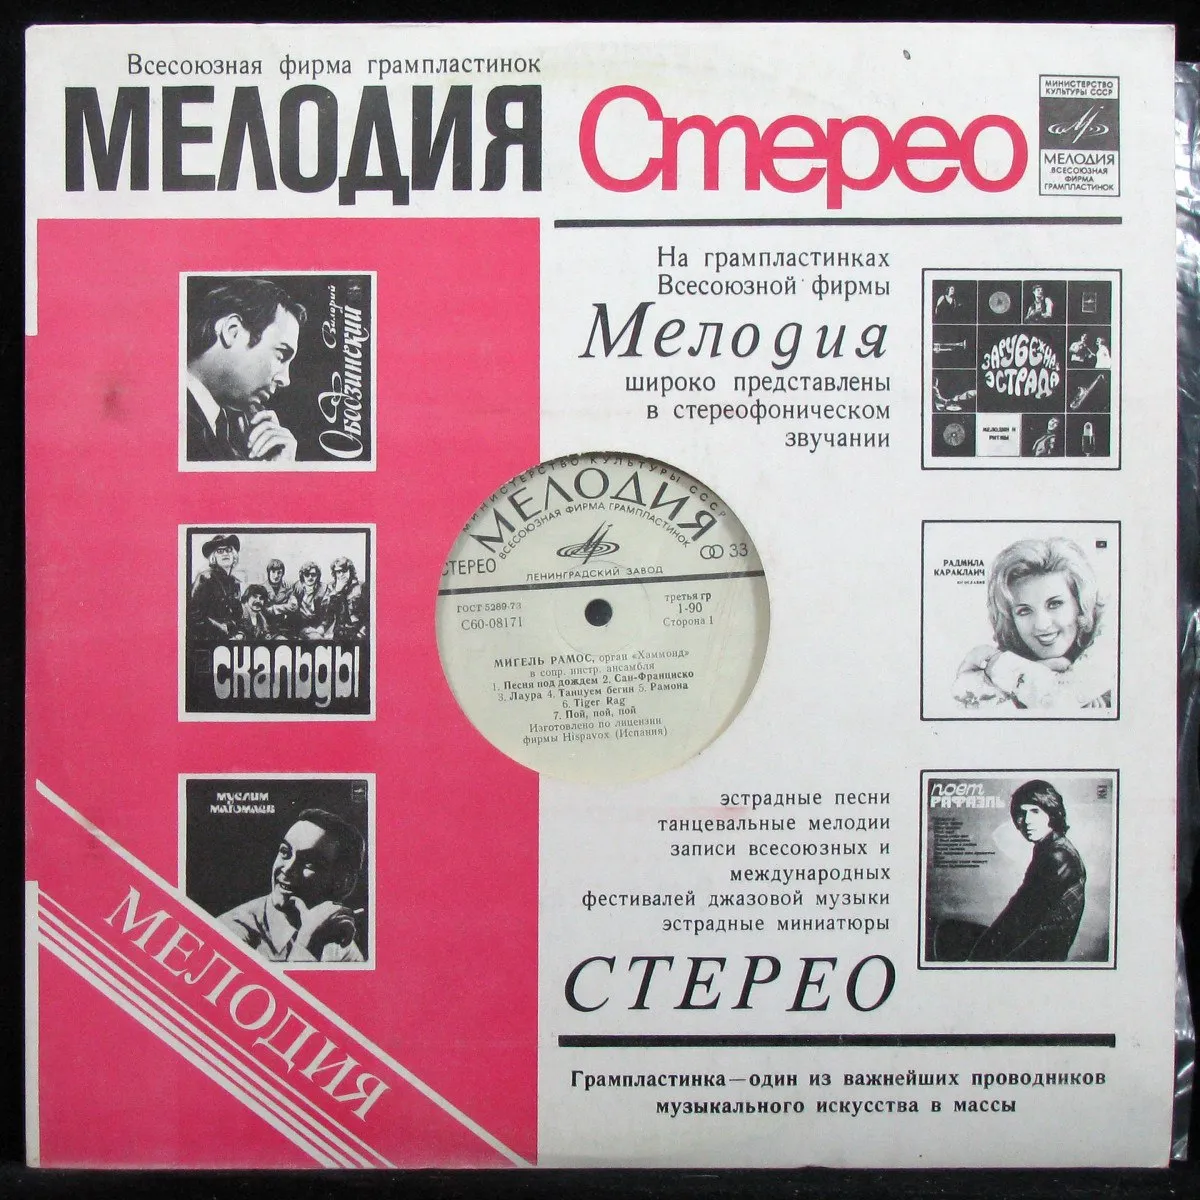 Всесоюзная фирма грампластинок
МЕЛОДИЯ
Стерео
МИНИСТЕРСТВО
КУЛЬТУРЫ СССР
МЕЛОДИЯ
ВСЕСОЮЗНАЯ
ФИРМА
ГРАМПЛАСТИНОК
На грампластинках
Всесоюзной фирмы
Мелодия
широко представлены
в стереофоническом
звучании
Валерий
Ободзинский
ЗАРУБЕЖНАЯ
ЭСТРАДА
МЕЛОДИИ И
РИТМЫ
СКАЛЬДЫ
РАДМИЛА
КАРАКЛАИЧ
МУСЛИМ
МАГОМАЕВ
ПОЕТ
РАФАЭЛЬ
МИНИСТЕРСТВО КУЛЬТУРЫ СССР
МЕЛОДИЯ
ВСЕСОЮЗНАЯ ФИРМА ГРАМПЛАСТИНОК
СТЕРЕО
33
ЛЕНИНГРАДСКИЙ ЗАВОД
ГОСТ 5289-73
третья гр
С60-08171
1-90
Сторона 1
МИГЕЛЬ РАМОС, орган «Хаммонд»
в сопр. инстр. ансамбля
1. Песня под дождем 2. Сан-Франциско
3. Лаура 4. Танцуем бегин 5. Рамона
6. Tiger Rag
7. Пой, пой, пой
Изготовлено по лицензии
фирмы Hispavox (Испания)
эстрадные песни
танцевальные мелодии
записи всесоюзных и
международных
фестивалей джазовой музыки
эстрадные миниатюры
СТЕРЕО
МЕЛОДИЯ
Грампластинка—один из важнейших проводников
музыкального искусства в массы